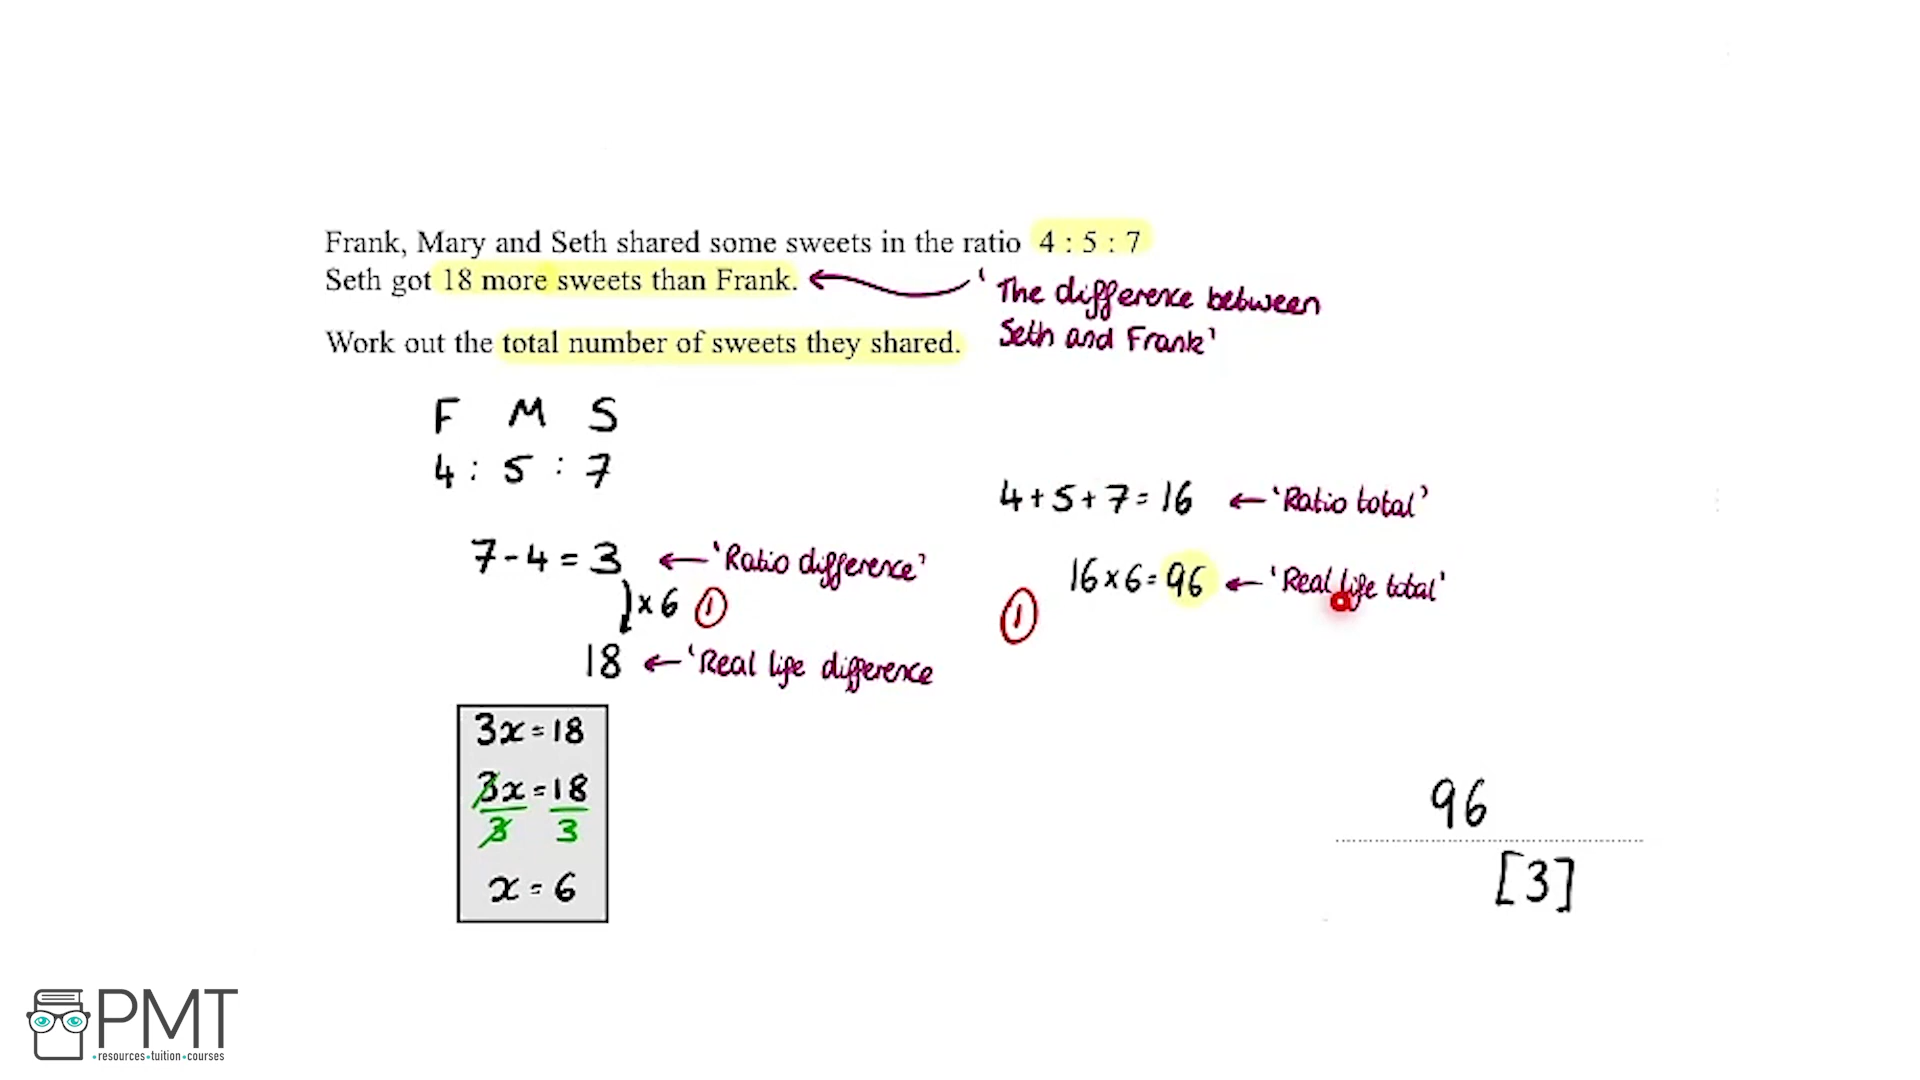 Frank, Mary and Seth shared some sweets in the ratio 4 : 5 : 7
Seth got 18 more sweets than Frank.
'The difference between
Seth and Frank'
Work out the total number of sweets they shared.
F M S
4 : 5 : 7
7 - 4 = 3 ← 'Ratio difference'
× 6 1
18 ← 'Real life difference
3x = 18
3x = 18
3 3
x = 6
4 + 5 + 7 = 16 ← 'Ratio total'
16 × 6 = 96 ← 'Real life total'
1
96
[3]
PMT
•resources•tuition•courses